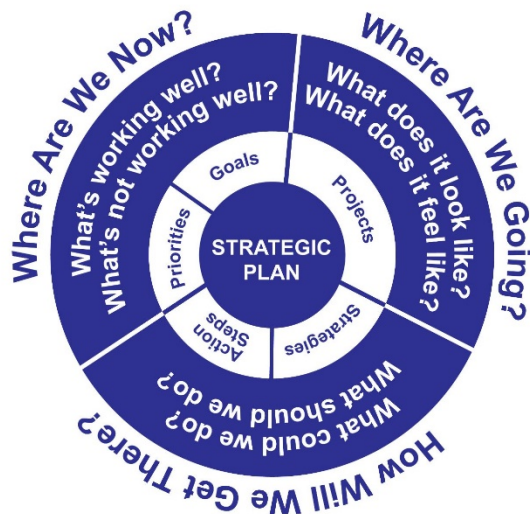 Where Are We Now?
What's working well?
What's not working well?
Where Are We Going?
What does it look like?
What does it feel like?
How Will We Get There?
What could we do?
What should we do?
Goals
Projects
Priorities
Action
Steps
Strategies
STRATEGIC
PLAN